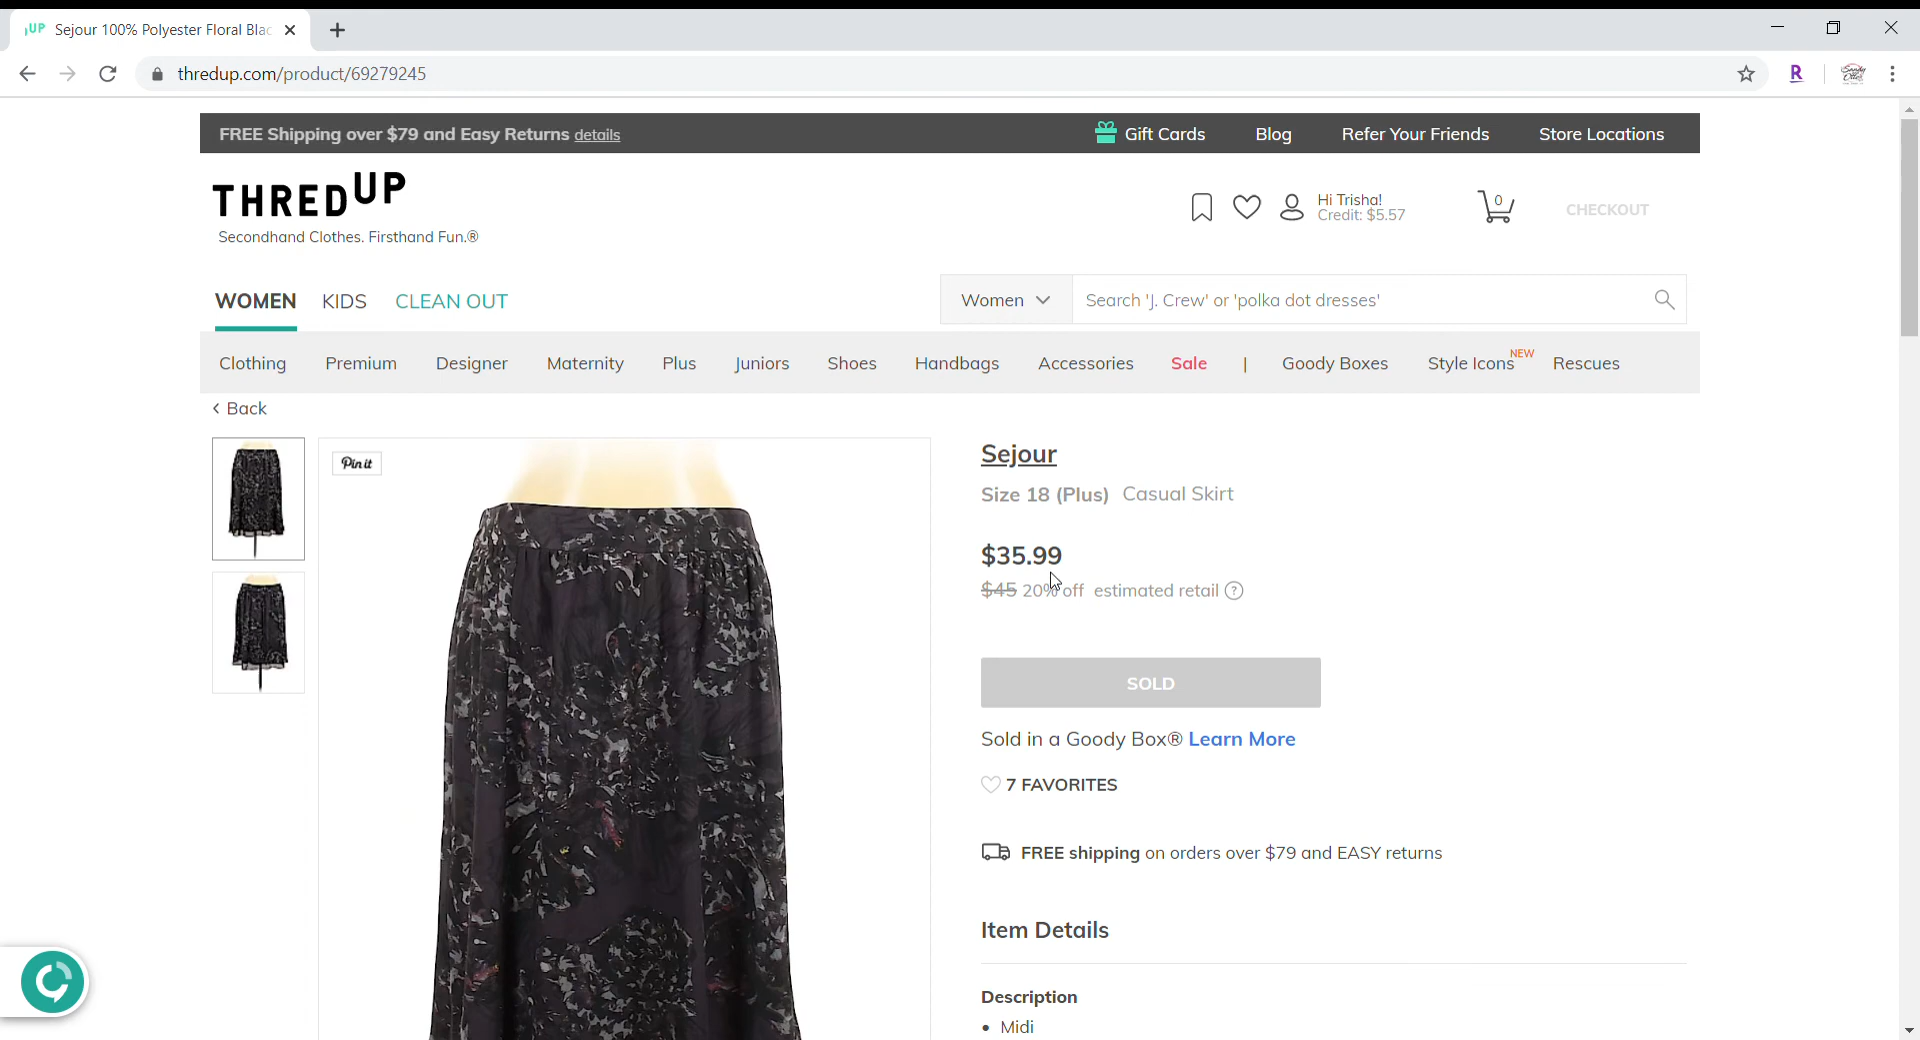 UP Sejour 100% Polyester Floral Blac
thredup.com/product/69279245
R
FREE Shipping over $79 and Easy Returns details
Gift Cards
Blog
Refer Your Friends
Store Locations
THREDUP
Secondhand Clothes. Firsthand Fun.®
Hi Trisha!
Credit: $5.57
0
CHECKOUT
WOMEN
KIDS
CLEAN OUT
Women
Search 'J. Crew' or 'polka dot dresses'
Clothing
Premium
Designer
Maternity
Plus
Juniors
Shoes
Handbags
Accessories
Sale
|
Goody Boxes
Style Icons NEW
Rescues
< Back
Pin it
Sejour
Size 18 (Plus) Casual Skirt
$35.99
$45 20% off estimated retail ?
SOLD
Sold in a Goody Box® Learn More
7 FAVORITES
FREE shipping on orders over $79 and EASY returns
Item Details
Description
• Midi